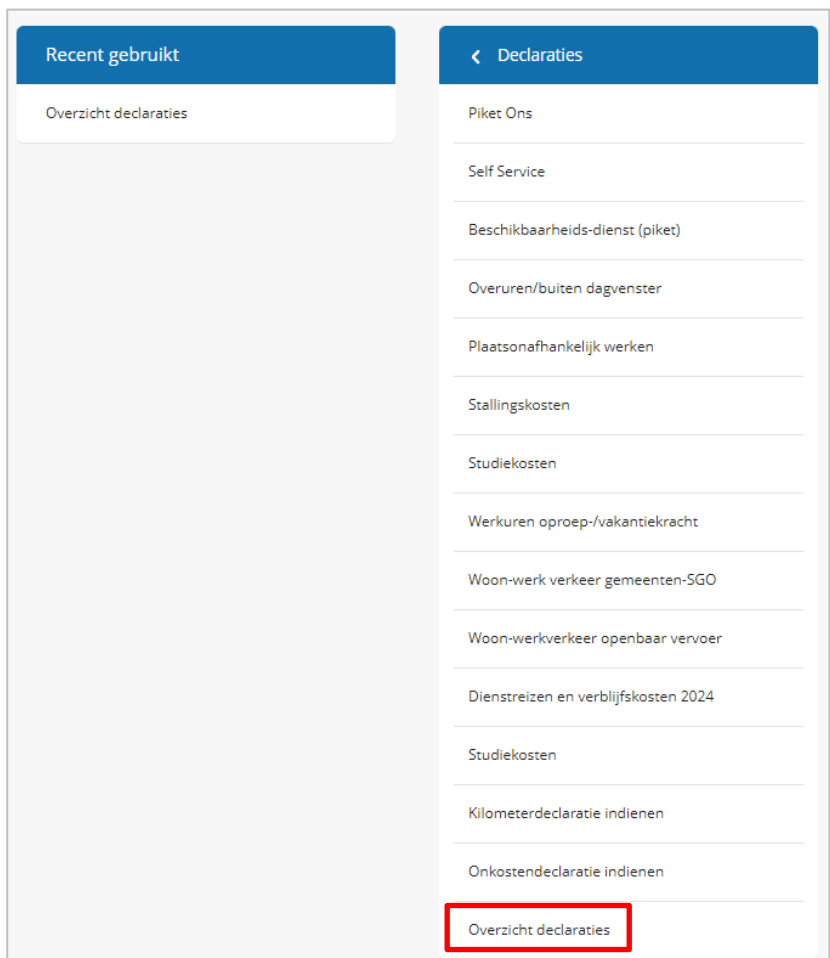 Recent gebruikt
Overzicht declaraties
Declaraties
Piket Ons
Self Service
Beschikbaarheids-dienst (piket)
Overuren/buiten dagvenster
Plaatsonafhankelijk werken
Stallingskosten
Studiekosten
Werkuren oproep-/vakantiekracht
Woon-werk verkeer gemeenten-SGO
Woon-werkverkeer openbaar vervoer
Dienstreizen en verblijfskosten 2024
Studiekosten
Kilometerdeclaratie indienen
Onkostendeclaratie indienen
Overzicht declaraties